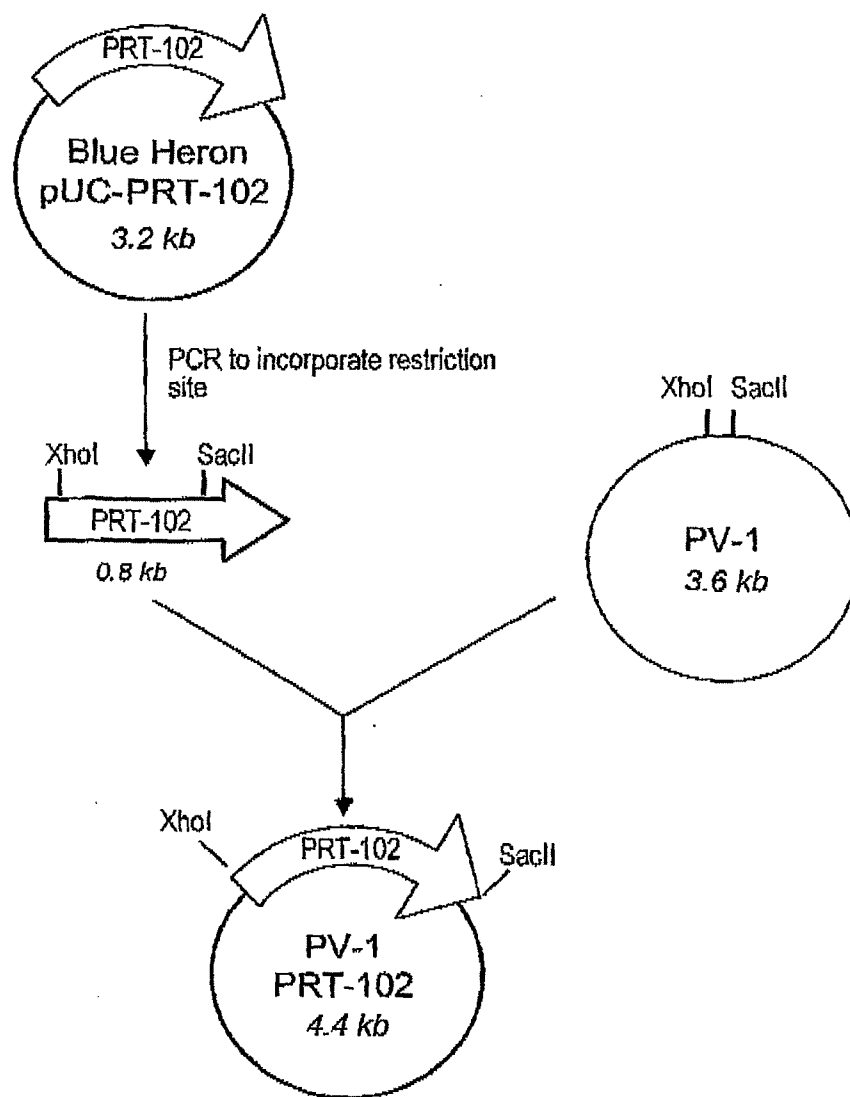 PRT-102
Blue Heron
pUC-PRT-102
3.2 kb
PCR to incorporate restriction
site
XhoI SacII
PRT-102
0.8 kb
XhoI SacII
PV-1
3.6 kb
XhoI
PRT-102
SacII
PV-1
PRT-102
4.4 kb